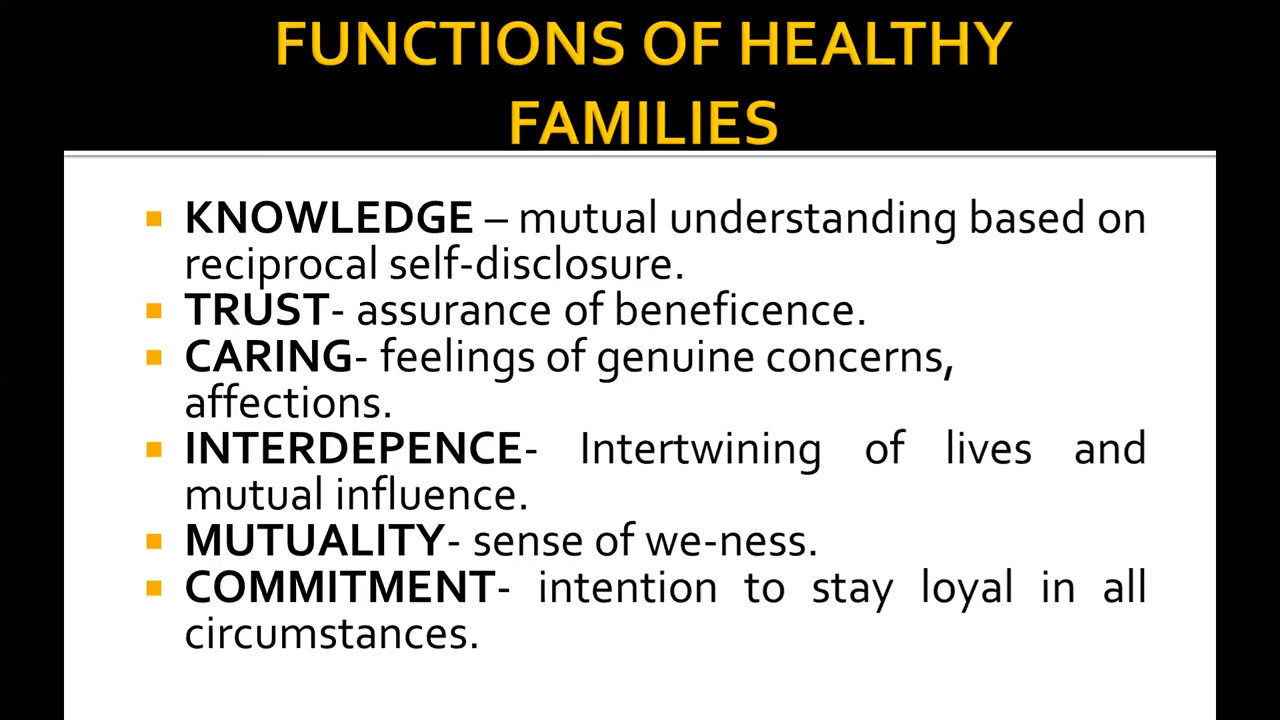 FUNCTIONS OF HEALTHY
FAMILIES
KNOWLEDGE – mutual understanding based on
reciprocal self-disclosure.
TRUST- assurance of beneficence.
CARING- feelings of genuine concerns,
affections.
INTERDEPENCE- Intertwining of lives and
mutual influence.
MUTUALITY- sense of we-ness.
COMMITMENT- intention to stay loyal in all
circumstances.